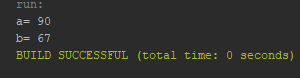 run:
a= 90
b= 67
BUILD SUCCESSFUL (total time: 0 seconds)